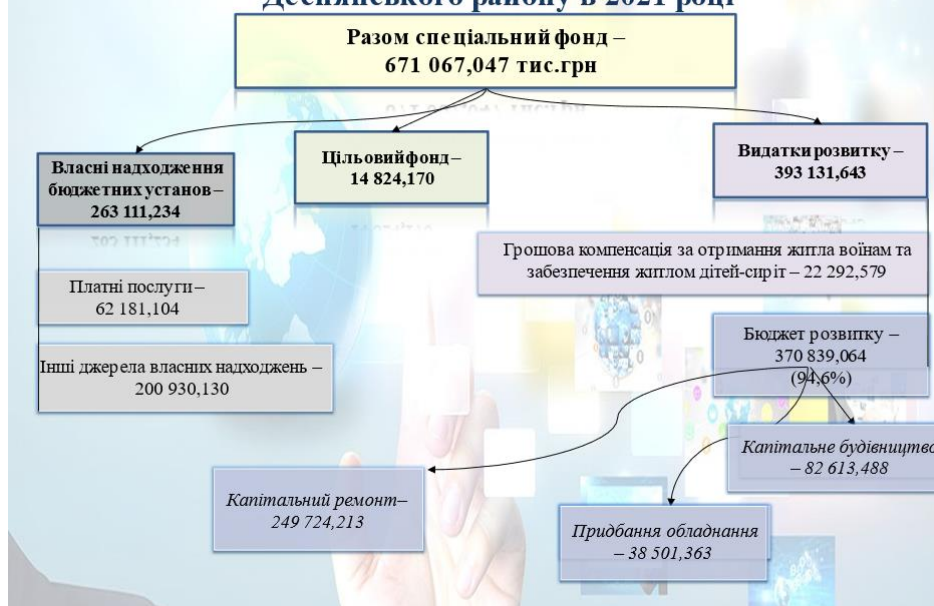 Деснянського району в 2021 році
Разом спеціальний фонд –
671 067,047 тис.грн
Власні надходження
бюджетних установ –
263 111,234
Цільовий фонд –
14 824,170
Видатки розвитку –
393 131,643
Грошова компенсація за отримання житла воїнам та
забезпечення житлом дітей-сиріт – 22 292,579
Платні послуги –
62 181,104
Бюджет розвитку –
370 839,064
(94,6%)
Інші джерела власних надходжень –
200 930,130
Капітальне будівництво
– 82 613,488
Капітальний ремонт–
249 724,213
Придбання обладнання
– 38 501,363